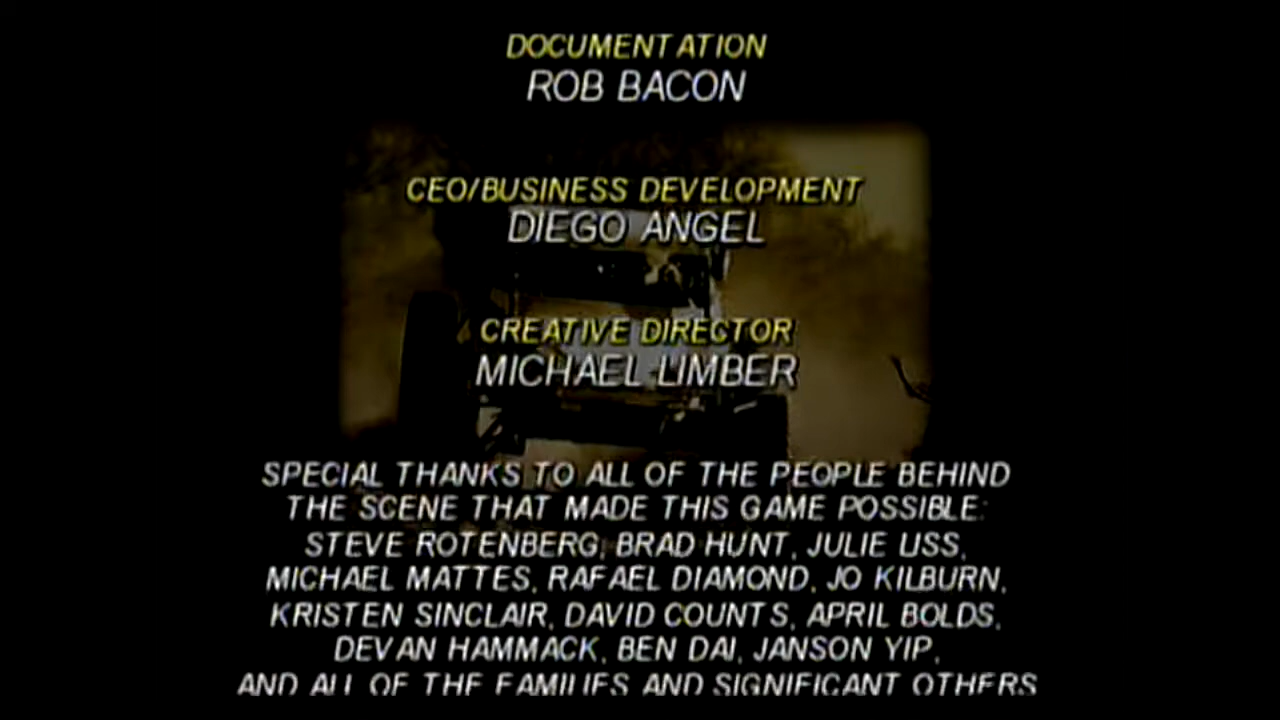 DOCUMENTATION
ROB BACON
CEO/BUSINESS DEVELOPMENT
DIEGO ANGEL
CREATIVE DIRECTOR
MICHAEL LIMBER
SPECIAL THANKS TO ALL OF THE PEOPLE BEHIND
THE SCENE THAT MADE THIS GAME POSSIBLE:
STEVE ROTENBERG, BRAD HUNT, JULIE LISS,
MICHAEL MATTES, RAFAEL DIAMOND, JO KILBURN,
KRISTEN SINCLAIR, DAVID COUNTS, APRIL BOLDS,
DEVAN HAMMACK, BEN DAI, JANSON YIP,
AND ALL OF THE FAMILIES AND SIGNIFICANT OTHERS